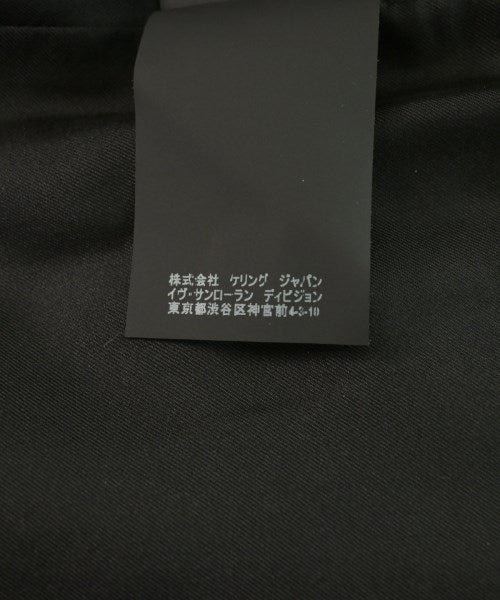 株式会社 ケリング ジャパン
イヴ・サンローラン ディビジョン
東京都渋谷区神宮前4-3-10